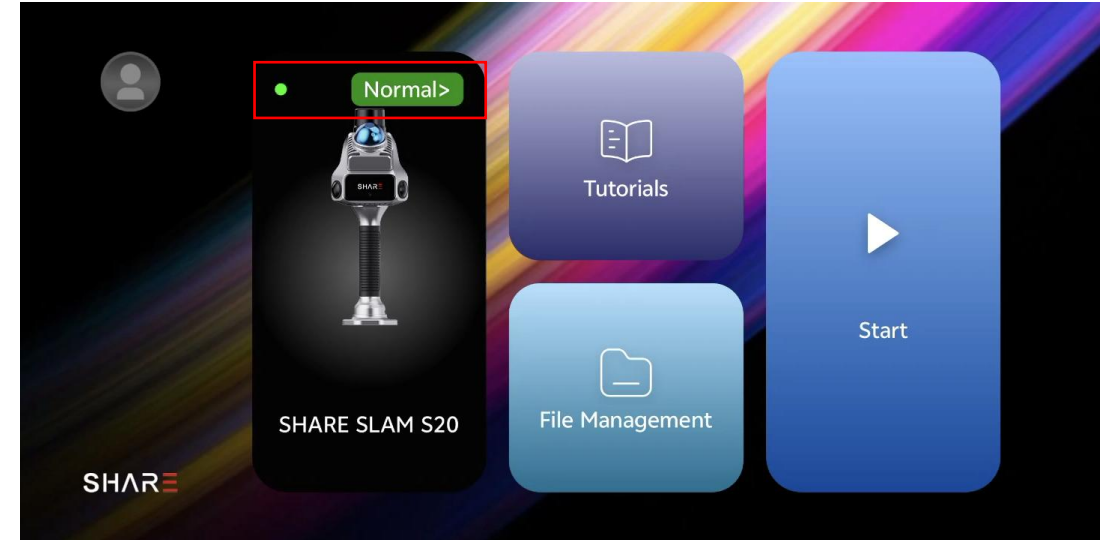 Normal>
SHARE
SHARE SLAM S20
Tutorials
File Management
Start
SHARE